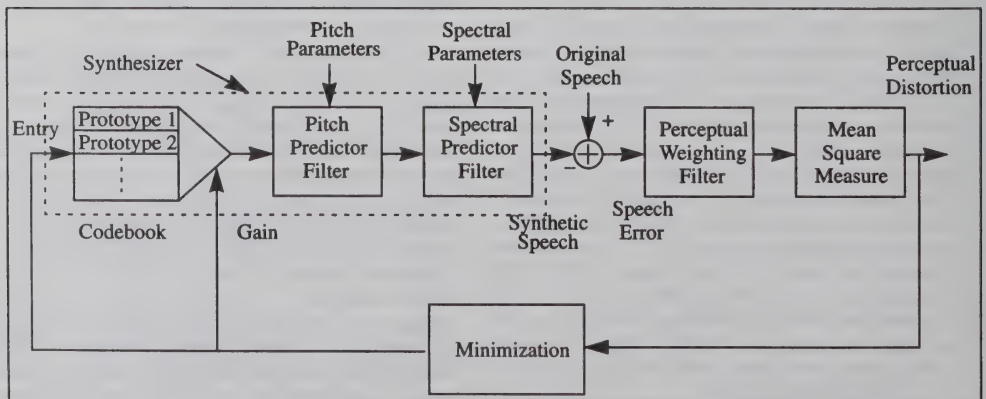 Pitch
Parameters
Spectral
Parameters
Original
Speech
Perceptual
Distortion
Synthesizer
Entry
Prototype 1
Prototype 2
Pitch
Predictor
Filter
Spectral
Predictor
Filter
+
−
Perceptual
Weighting
Filter
Mean
Square
Measure
Codebook
Gain
Synthetic
Speech
Speech
Error
Minimization